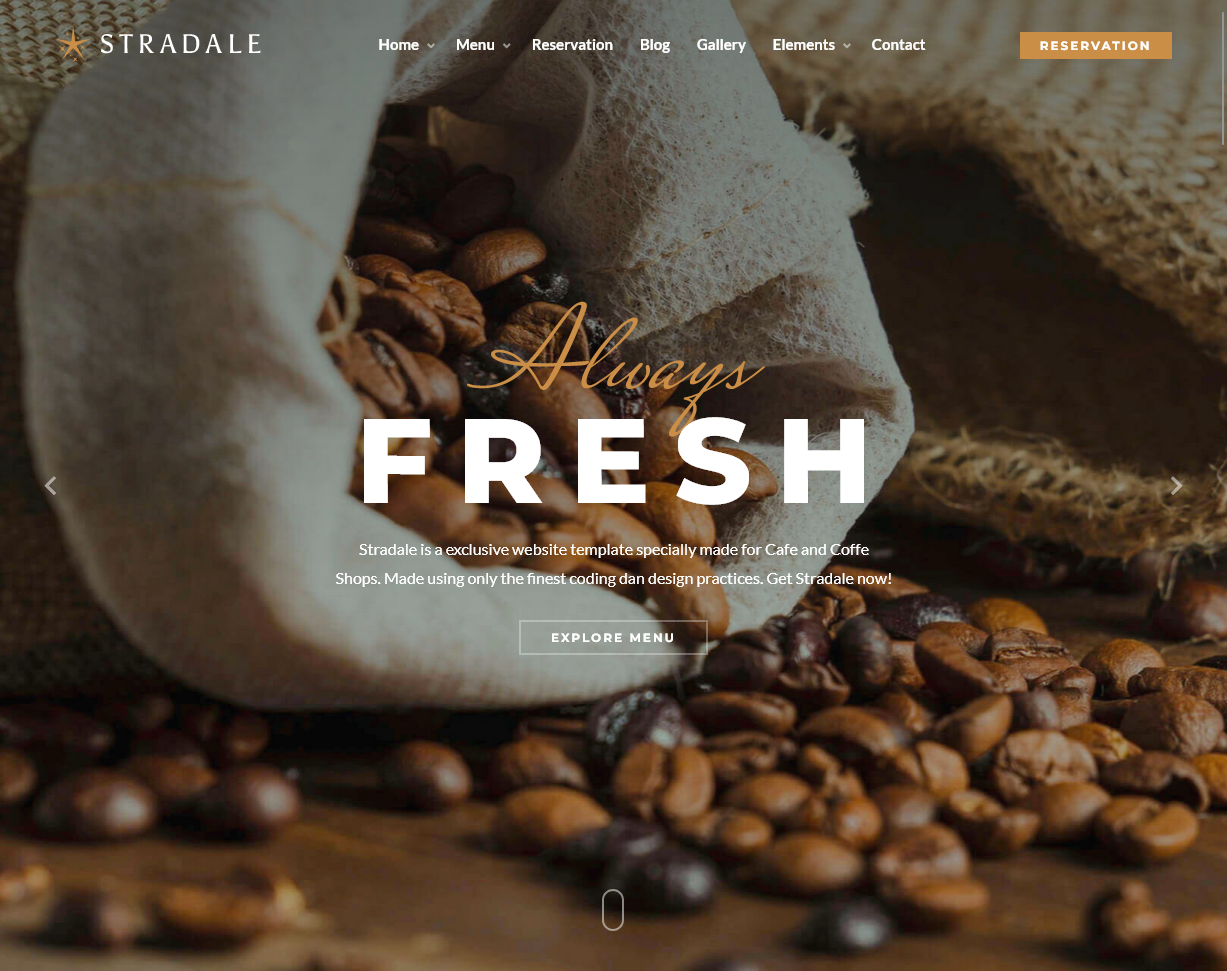 STRADALE
Home Menu Reservation Blog Gallery Elements Contact
RESERVATION
Always
FRESH
Stradale is a exclusive website template specially made for Cafe and Coffe
Shops. Made using only the finest coding dan design practices. Get Stradale now!
EXPLORE MENU